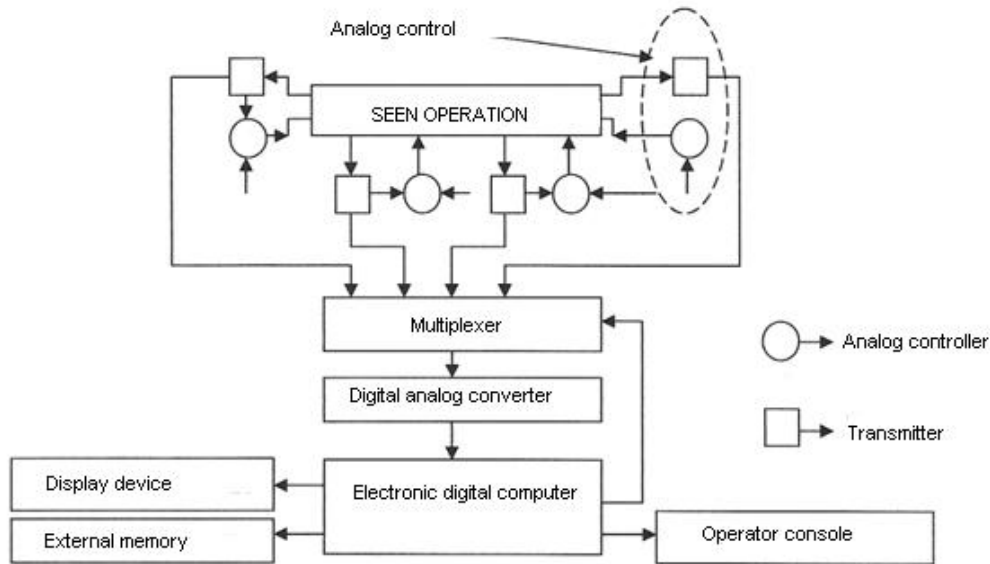 Analog control
SEEN OPERATION
Multiplexer
Analog controller
Digital analog converter
Transmitter
Display device
Electronic digital computer
External memory
Operator console